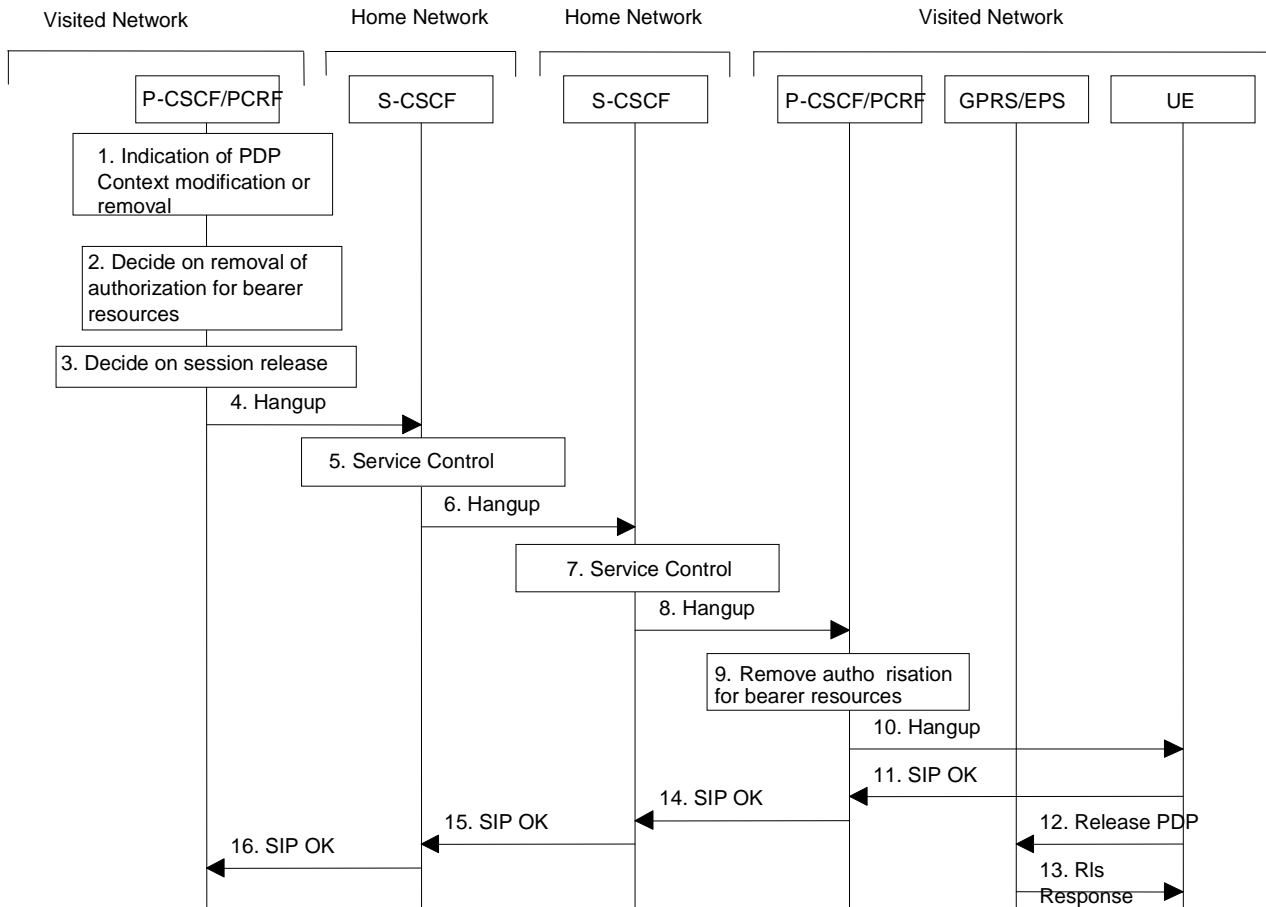 Visited Network
Home Network
Home Network
Visited Network
P-CSCF/PCRF
S-CSCF
S-CSCF
P-CSCF/PCRF
GPRS/EPS
UE
1. Indication of PDP
Context modification or
removal
2. Decide on removal of
authorization for bearer
resources
3. Decide on session release
4. Hangup
5. Service Control
6. Hangup
7. Service Control
8. Hangup
9. Remove autho risation
for bearer resources
10. Hangup
11. SIP OK
14. SIP OK
15. SIP OK
12. Release PDP
16. SIP OK
13. Rls
Response